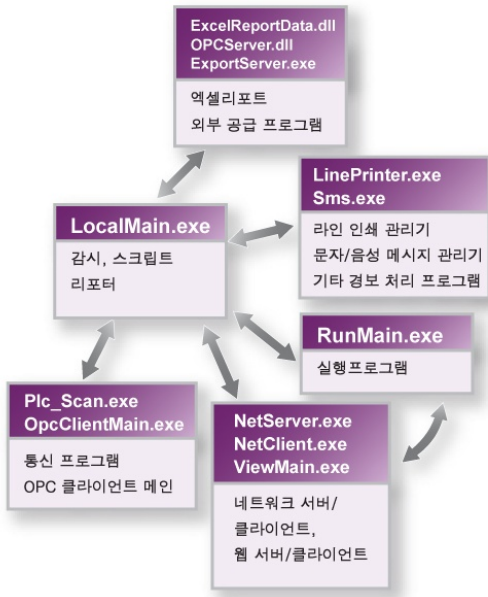 ExcelReportData.dll
OPCServer.dll
ExportServer.exe
엑셀리포트
외부 공급 프로그램
LinePrinter.exe
Sms.exe
라인 인쇄 관리기
문자/음성 메시지 관리기
기타 경보 처리 프로그램
LocalMain.exe
감시, 스크립트
리포터
RunMain.exe
실행프로그램
Plc_Scan.exe
OpcClientMain.exe
통신 프로그램
OPC 클라이언트 메인
NetServer.exe
NetClient.exe
ViewMain.exe
네트워크 서버/
클라이언트,
웹 서버/클라이언트